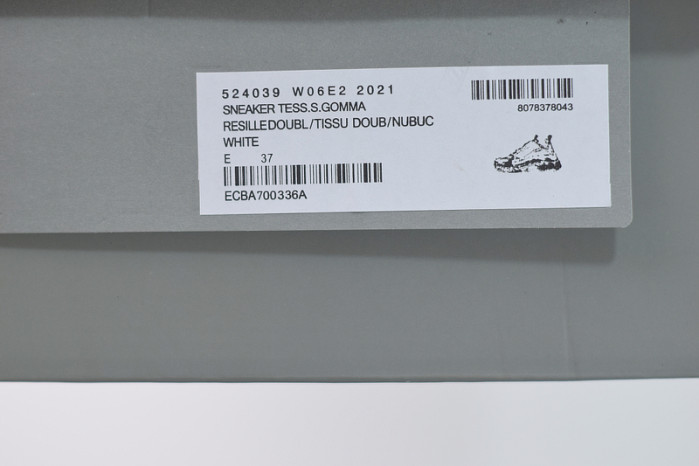 524039 W06E2 2021
SNEAKER TESS.S.GOMMA
RESILLEDOUBL/TISSU DOUB/NUBUC
WHITE
E 37
ECBA700336A
8078378043